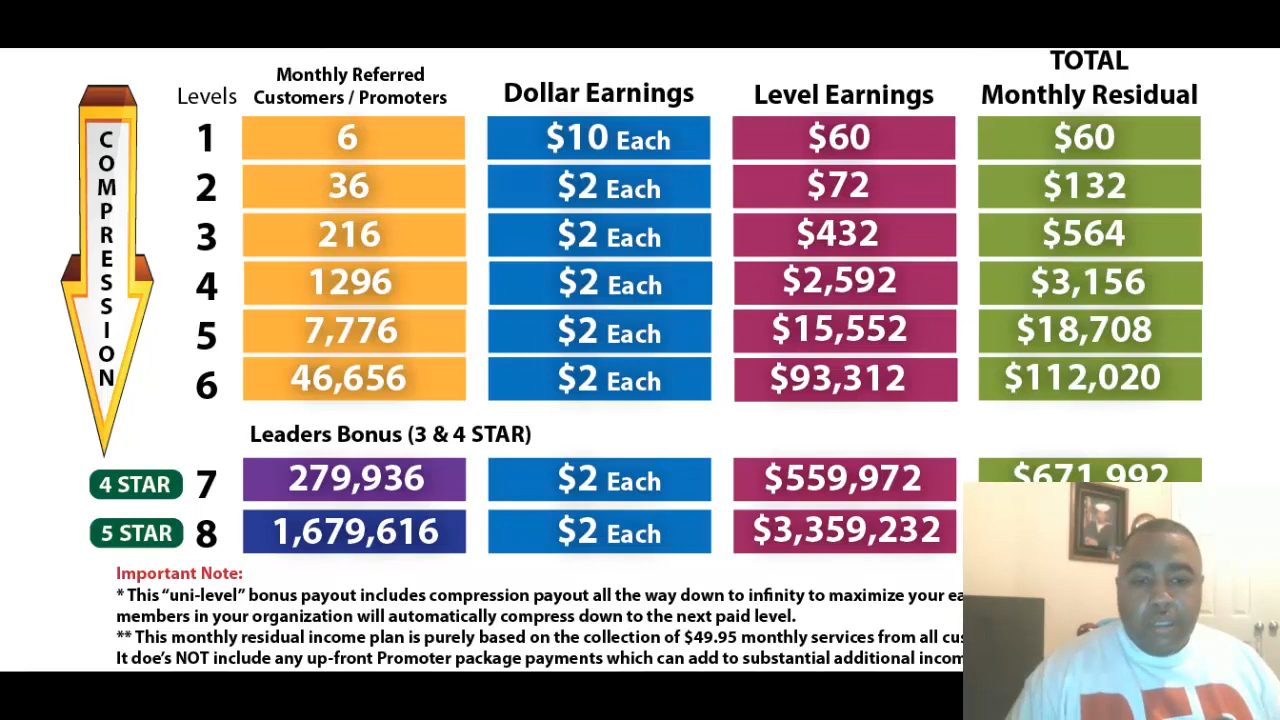 TOTAL
Monthly Referred
Levels Customers / Promoters Dollar Earnings Level Earnings Monthly Residual
COMPRESSION
1 6 $10 Each $60 $60
2 36 $2 Each $72 $132
3 216 $2 Each $432 $564
4 1296 $2 Each $2,592 $3,156
5 7,776 $2 Each $15,552 $18,708
6 46,656 $2 Each $93,312 $112,020
Leaders Bonus (3 & 4 STAR)
4 STAR 7 279,936 $2 Each $559,972 $671,992
5 STAR 8 1,679,616 $2 Each $3,359,232
Important Note:
* This “uni-level” bonus payout includes compression payout all the way down to infinity to maximize your
members in your organization will automatically compress down to the next paid level.
** This monthly residual income plan is purely based on the collection of $49.95 monthly services from all
It doe's NOT include any up-front Promoter package payments which can add to substantial additional